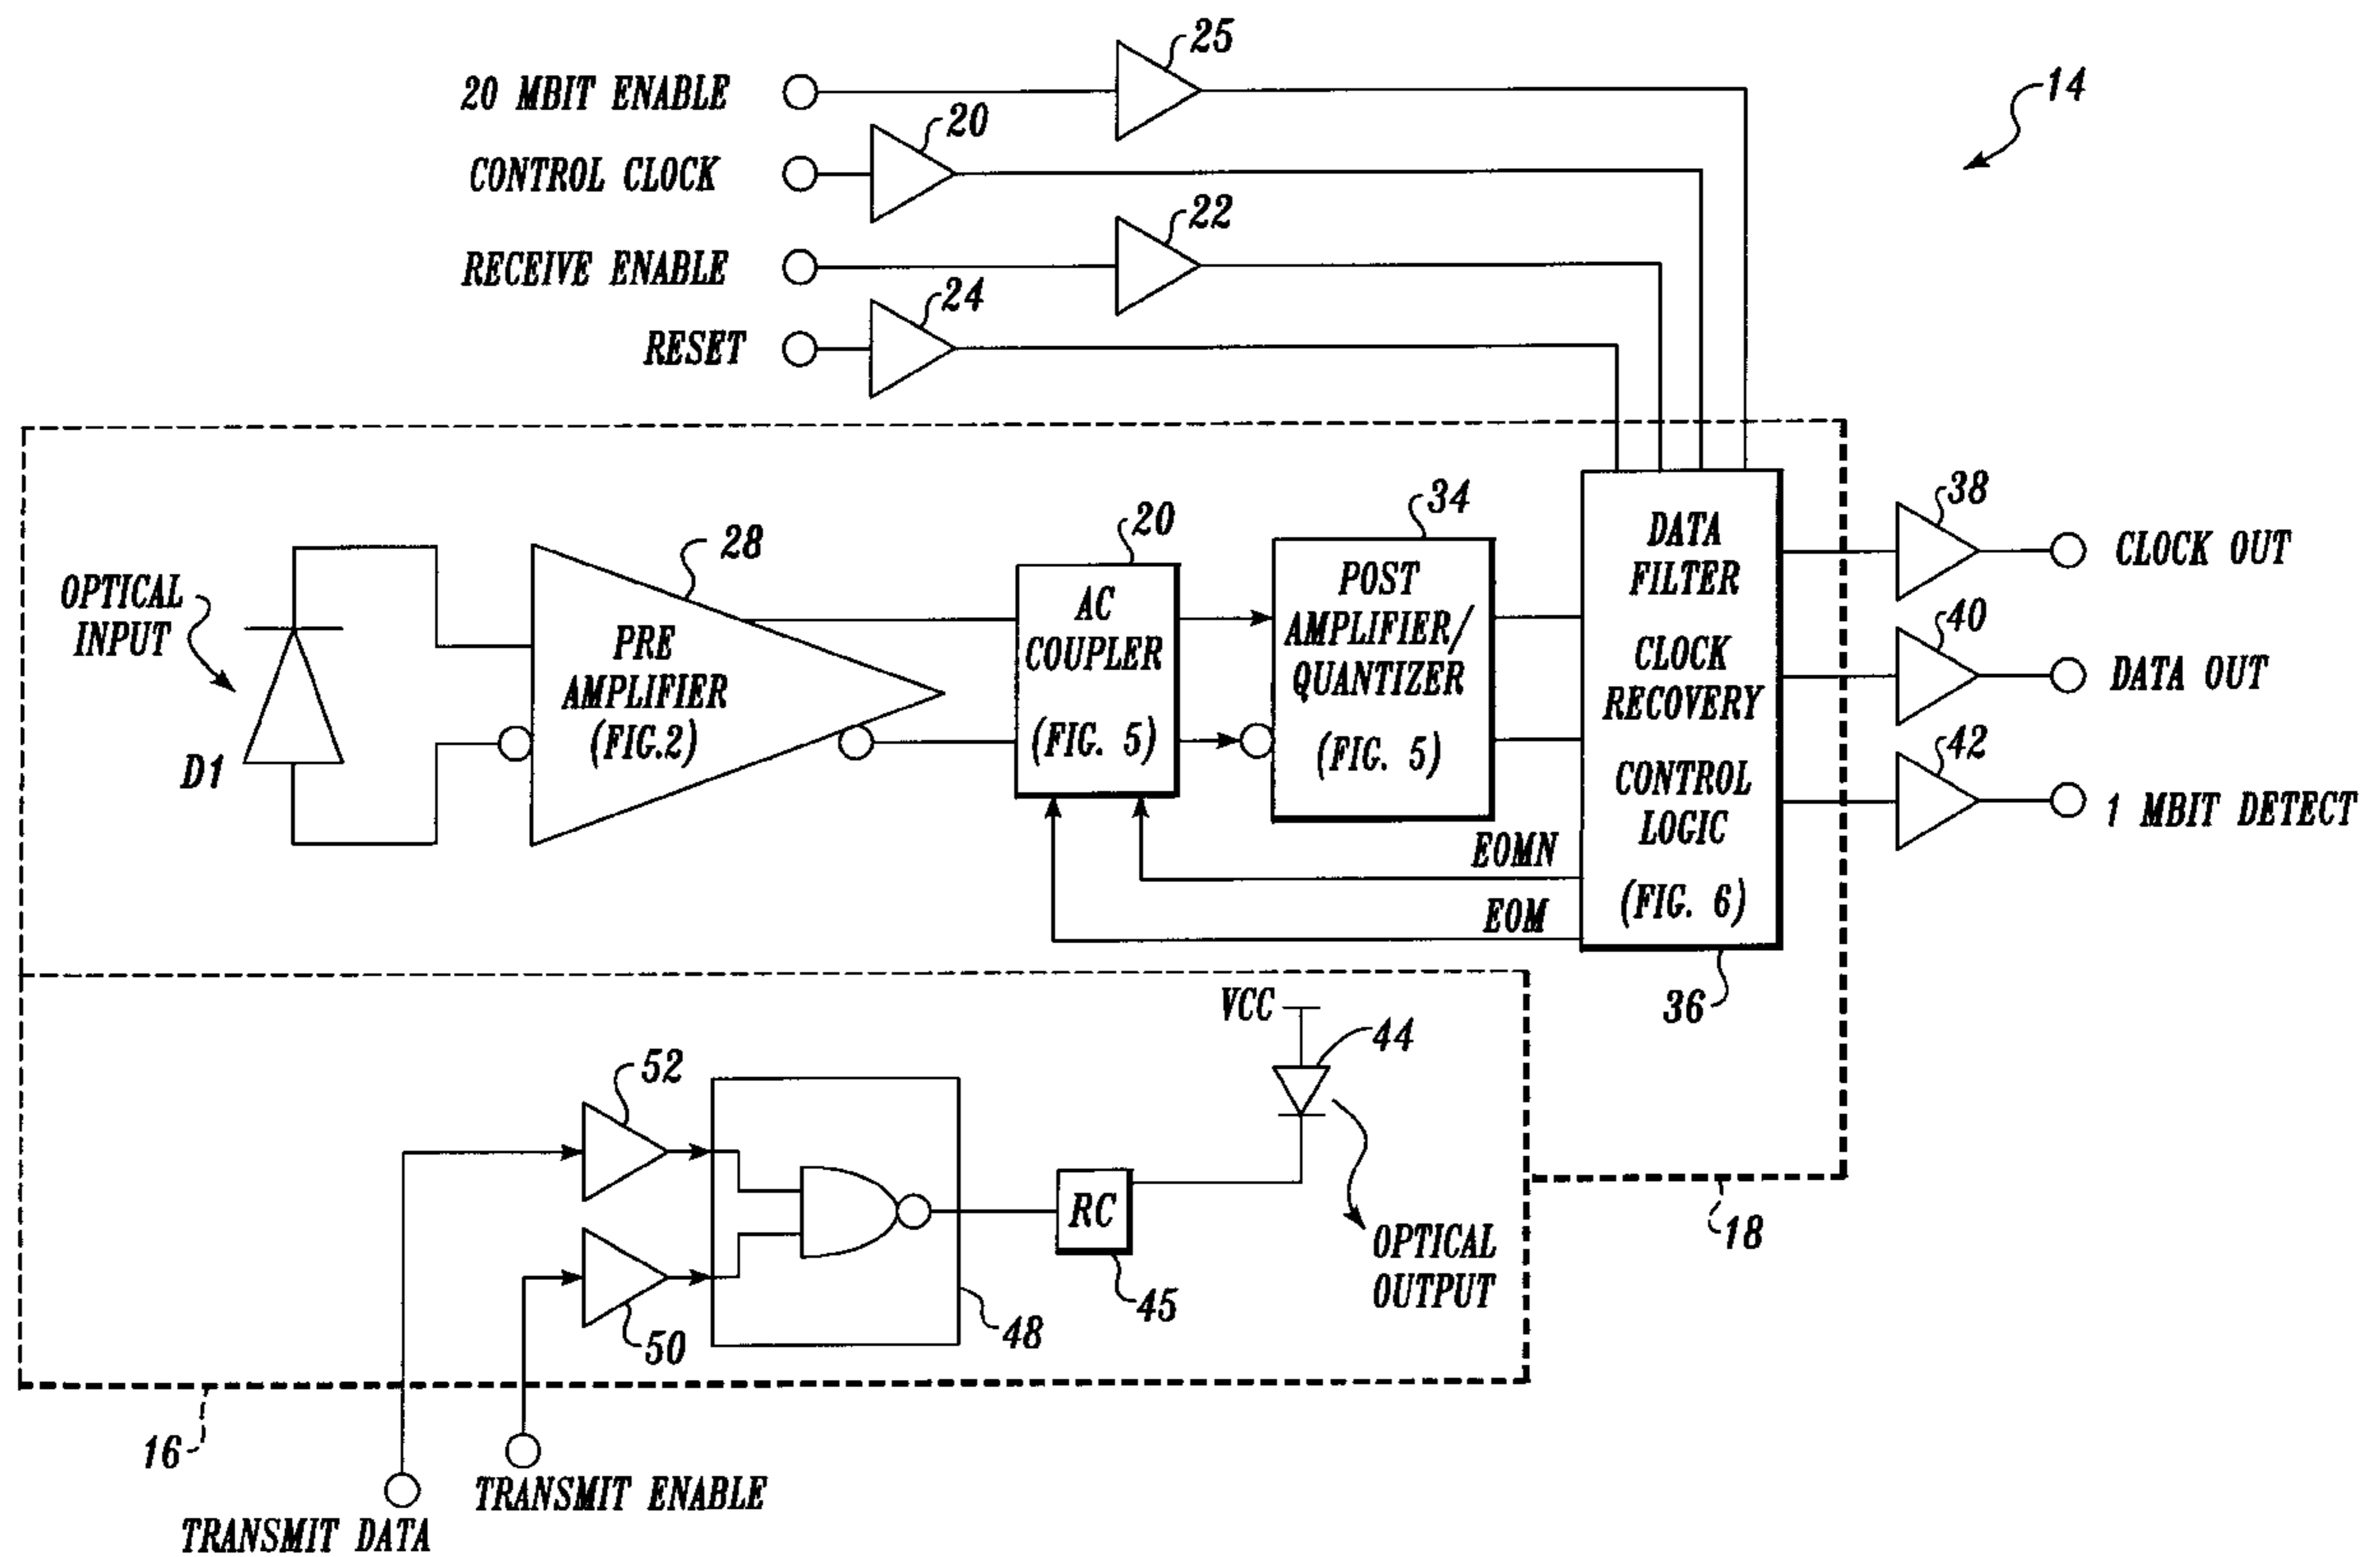 25
20 MBIT ENABLE
14
20
CONTROL CLOCK
22
RECEIVE ENABLE
24
RESET
38
34
20
28
CLOCK OUT
OPTICAL
INPUT
D1
PRE
AMPLIFIER
(FIG.2)
AC
COUPLER
(FIG. 5)
POST
AMPLIFIER/
QUANTIZER
(FIG. 5)
DATA
FILTER
CLOCK
RECOVERY
CONTROL
LOGIC
(FIG. 6)
40
DATA OUT
42
1 MBIT DETECT
EOMN
EOM
36
VCC
44
52
RC
18
OPTICAL
OUTPUT
45
48
50
16
TRANSMIT ENABLE
TRANSMIT DATA